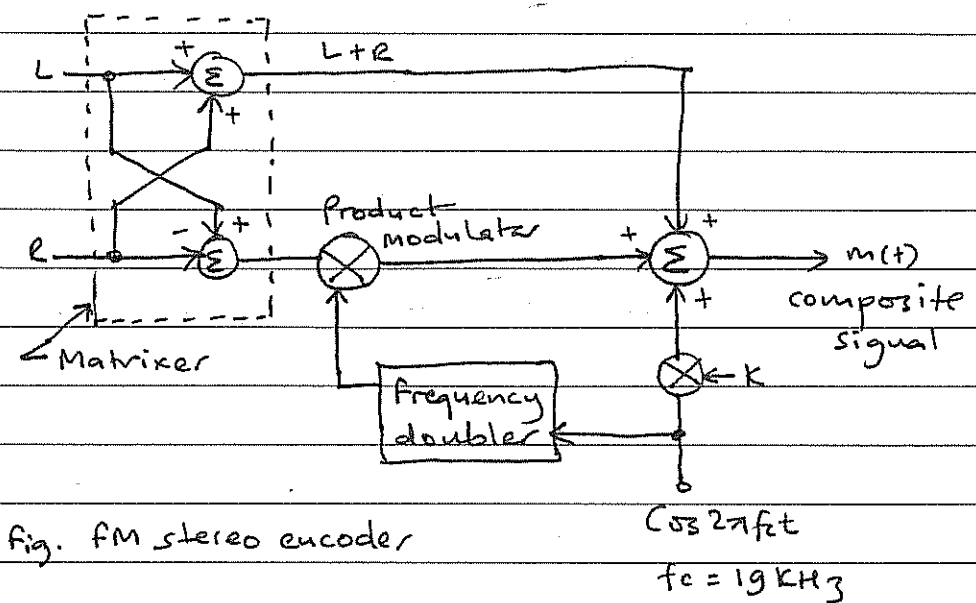 L + Σ L+R
+
Product
modulator
R - + Σ + + Σ m(t)
composite
signal
+
Matrixer
K
frequency
doubler
Cos 2πfct
fc = 19 KHz
Fig. FM stereo encoder